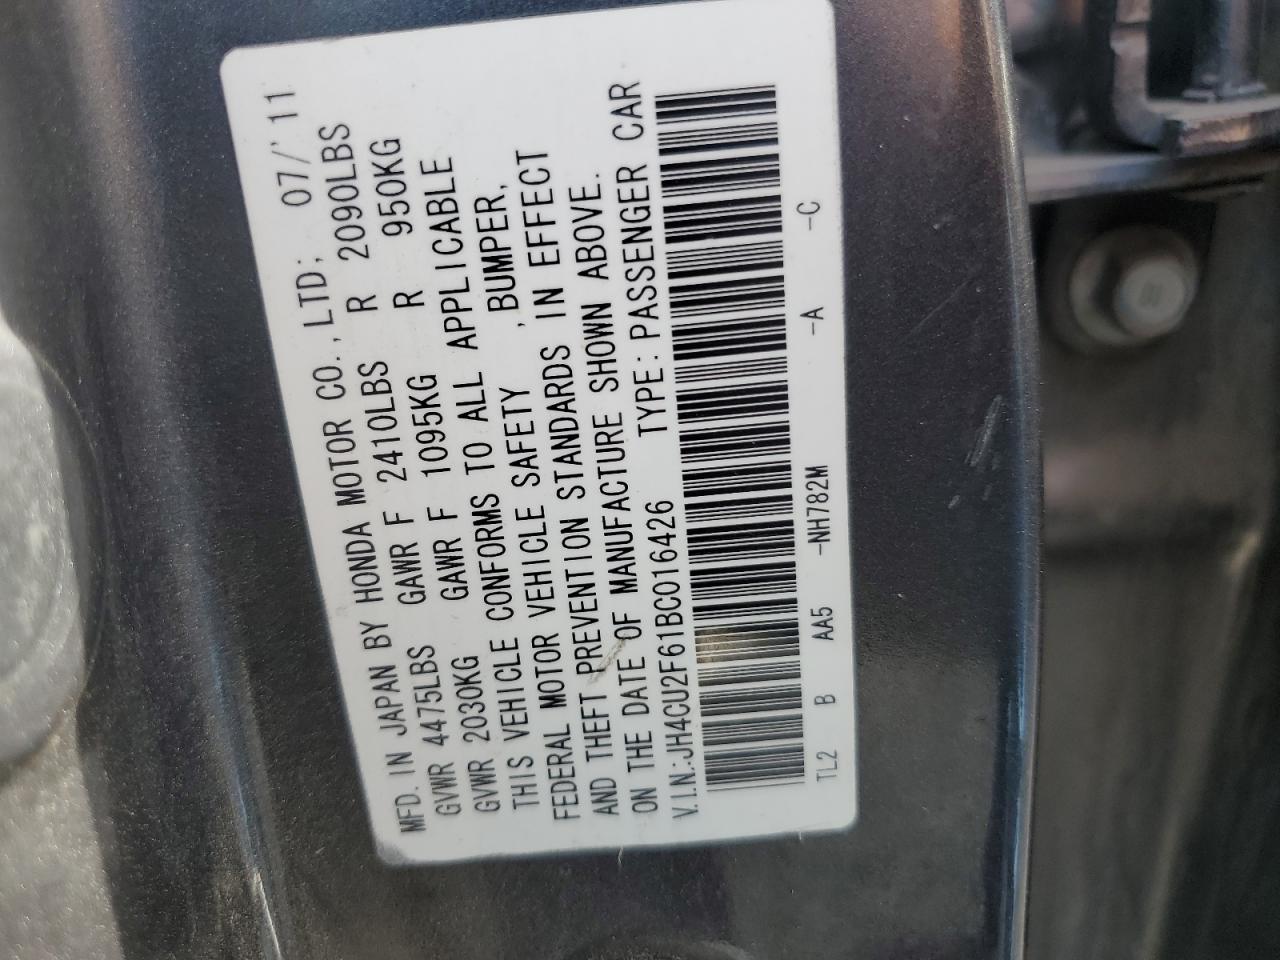 MFD. IN JAPAN BY HONDA MOTOR CO., LTD; 07/'11
GVWR 4475LBS GAWR F 2410LBS R 2090LBS
GVWR 2030KG GAWR F 1095KG R 950KG
THIS VEHICLE CONFORMS TO ALL APPLICABLE
FEDERAL MOTOR VEHICLE SAFETY , BUMPER,
AND THEFT PREVENTION STANDARDS IN EFFECT
ON THE DATE OF MANUFACTURE SHOWN ABOVE.
V.I.N.:JH4CU2F61BC016426 TYPE: PASSENGER CAR
TL2 B AA5 -NH782M -A -C